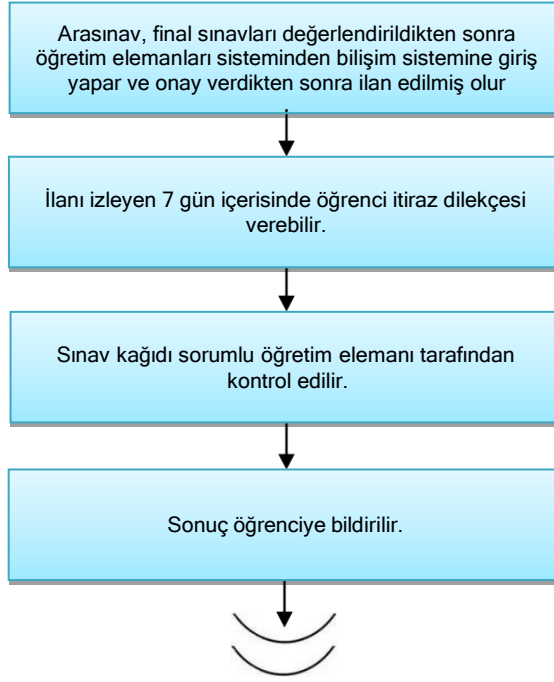 Arasınav, final sınavları değerlendirildikten sonra
öğretim elemanları sisteminden bilişim sistemine giriş
yapar ve onay verdikten sonra ilan edilmiş olur
İlanı izleyen 7 gün içerisinde öğrenci itiraz dilekçesi
verebilir.
Sınav kağıdı sorumlu öğretim elemanı tarafından
kontrol edilir.
Sonuç öğrenciye bildirilir.